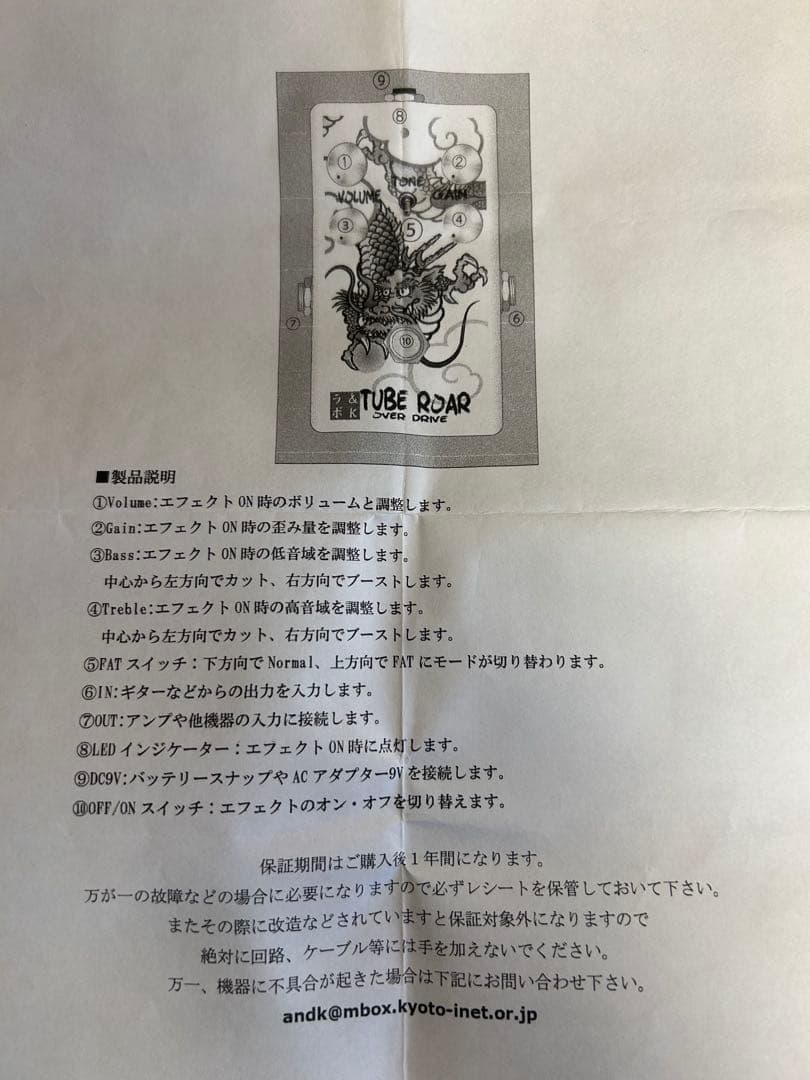 ⑨
⑧
① ②
TONE
VOLUME GAIN
③ ④
⑤
⑦ ⑥
⑩
ラ&
ボK
TUBE ROAR
OVER DRIVE
■製品説明
①Volume:エフェクトON時のボリュームと調整します。
②Gain:エフェクトON時の歪み量を調整します。
③Bass:エフェクトON時の低音域を調整します。
中心から左方向でカット、右方向でブーストします。
④Treble:エフェクトON時の高音域を調整します。
中心から左方向でカット、右方向でブーストします。
⑤FATスイッチ：下方向でNormal、上方向でFATにモードが切り替わります。
⑥IN:ギターなどからの出力を入力します。
⑦OUT:アンプや他機器の入力に接続します。
⑧LEDインジケーター：エフェクトON時に点灯します。
⑨DC9V:バッテリースナップやACアダプター9Vを接続します。
⑩OFF/ONスイッチ：エフェクトのオン・オフを切り替えます。
保証期間はご購入後1年間になります。
万が一の故障などの場合に必要になりますので必ずレシートを保管しておいて下さい。
またその際に改造などされていますと保証対象外になりますので
絶対に回路、ケーブル等には手を加えないでください。
万一、機器に不具合が起きた場合は下記にお問い合わせ下さい。
andk@mbox.kyoto-inet.or.jp